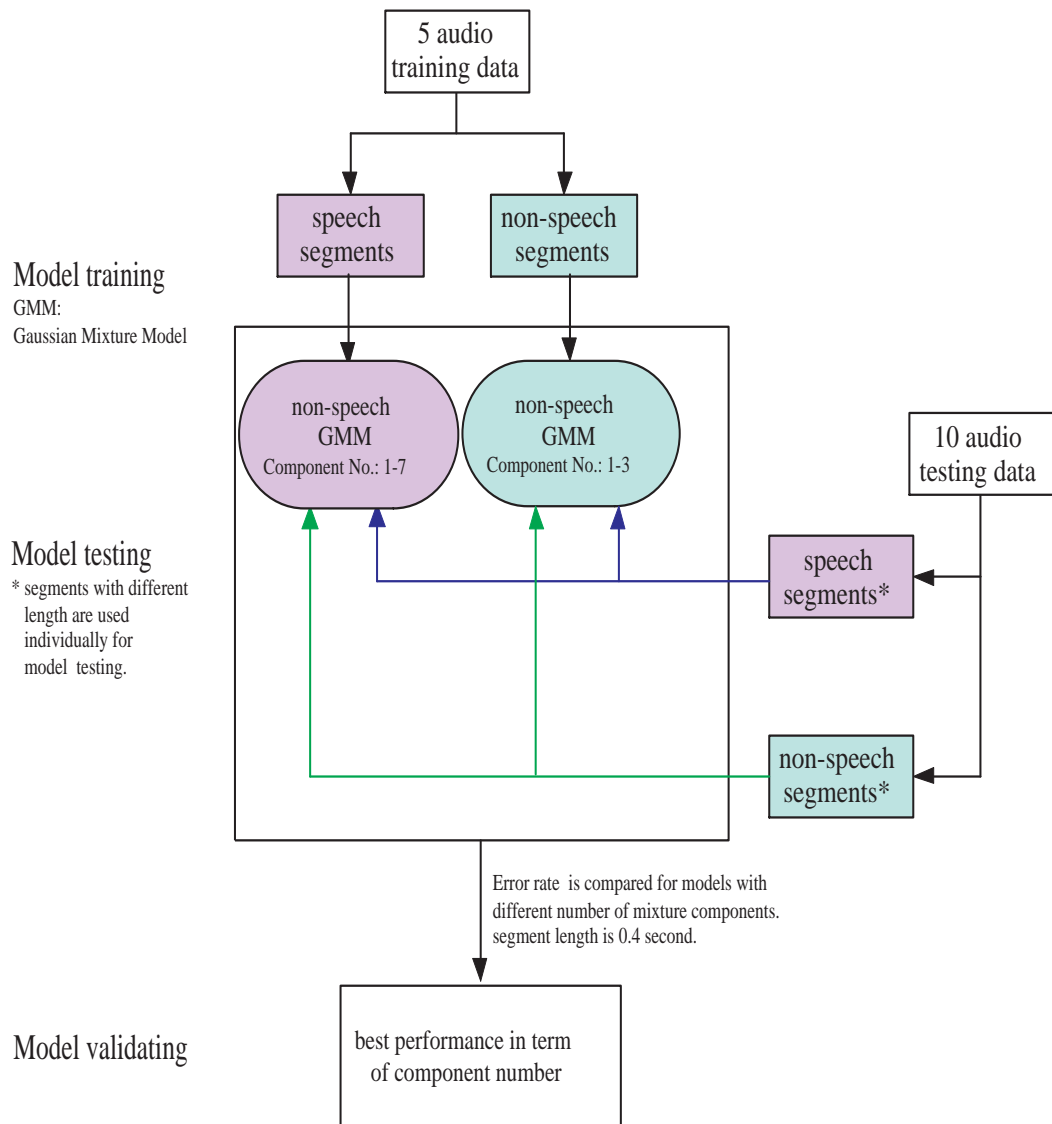 5 audio
training data
speech
segments
non-speech
segments
Model training
GMM:
Gaussian Mixture Model
non-speech
GMM
Component No.: 1-7
non-speech
GMM
Component No.: 1-3
10 audio
testing data
Model testing
* segments with different
length are used
individually for
model testing.
speech
segments*
non-speech
segments*
Error rate is compared for models with
different number of mixture components.
segment length is 0.4 second.
Model validating
best performance in term
of component number